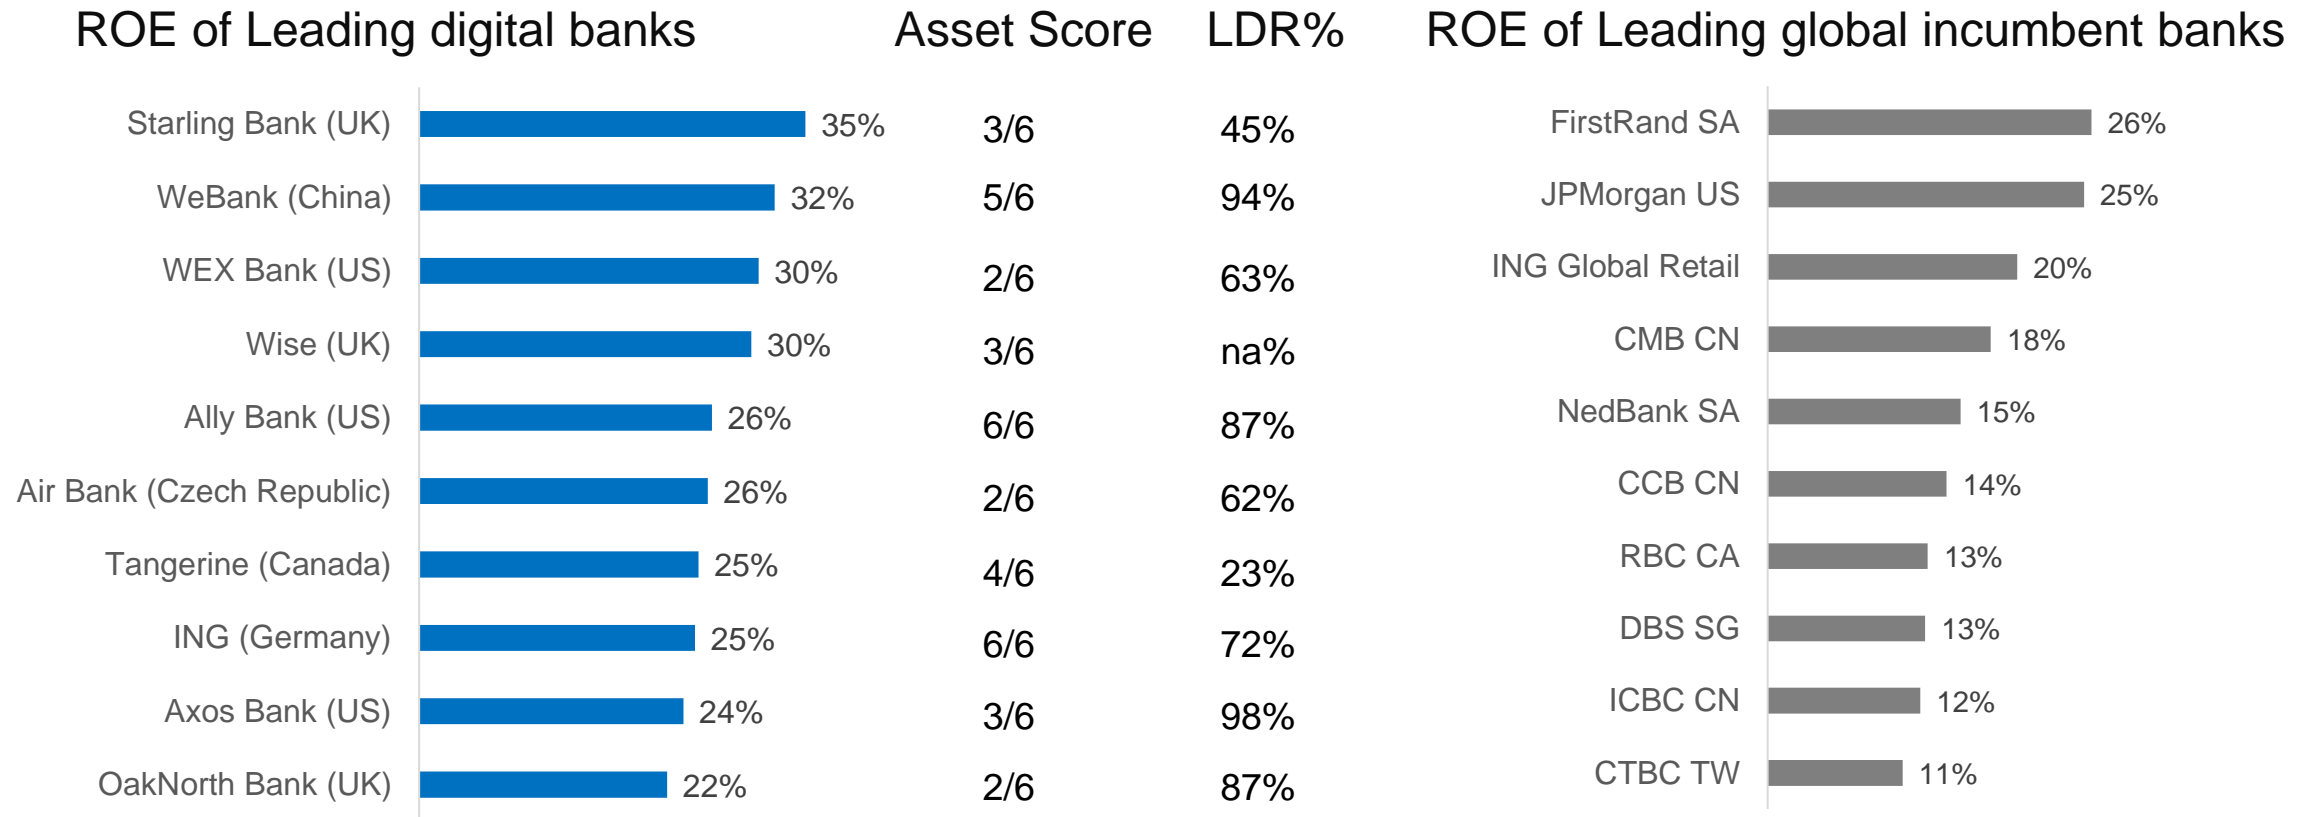 ROE of Leading digital banks Asset Score LDR% ROE of Leading global incumbent banks
Starling Bank (UK) 35% 3/6 45% FirstRand SA 26%
WeBank (China) 32% 5/6 94% JPMorgan US 25%
WEX Bank (US) 30% 2/6 63% ING Global Retail 20%
Wise (UK) 30% 3/6 na% CMB CN 18%
Ally Bank (US) 26% 6/6 87% NedBank SA 15%
Air Bank (Czech Republic) 26% 2/6 62% CCB CN 14%
Tangerine (Canada) 25% 4/6 23% RBC CA 13%
ING (Germany) 25% 6/6 72% DBS SG 13%
Axos Bank (US) 24% 3/6 98% ICBC CN 12%
OakNorth Bank (UK) 22% 2/6 87% CTBC TW 11%